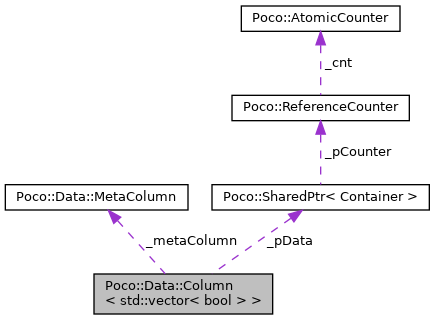 Poco::AtomicCounter
_cnt
Poco::ReferenceCounter
_pCounter
Poco::Data::MetaColumn
Poco::SharedPtr< Container >
_metaColumn
_pData
Poco::Data::Column
< std::vector< bool > >